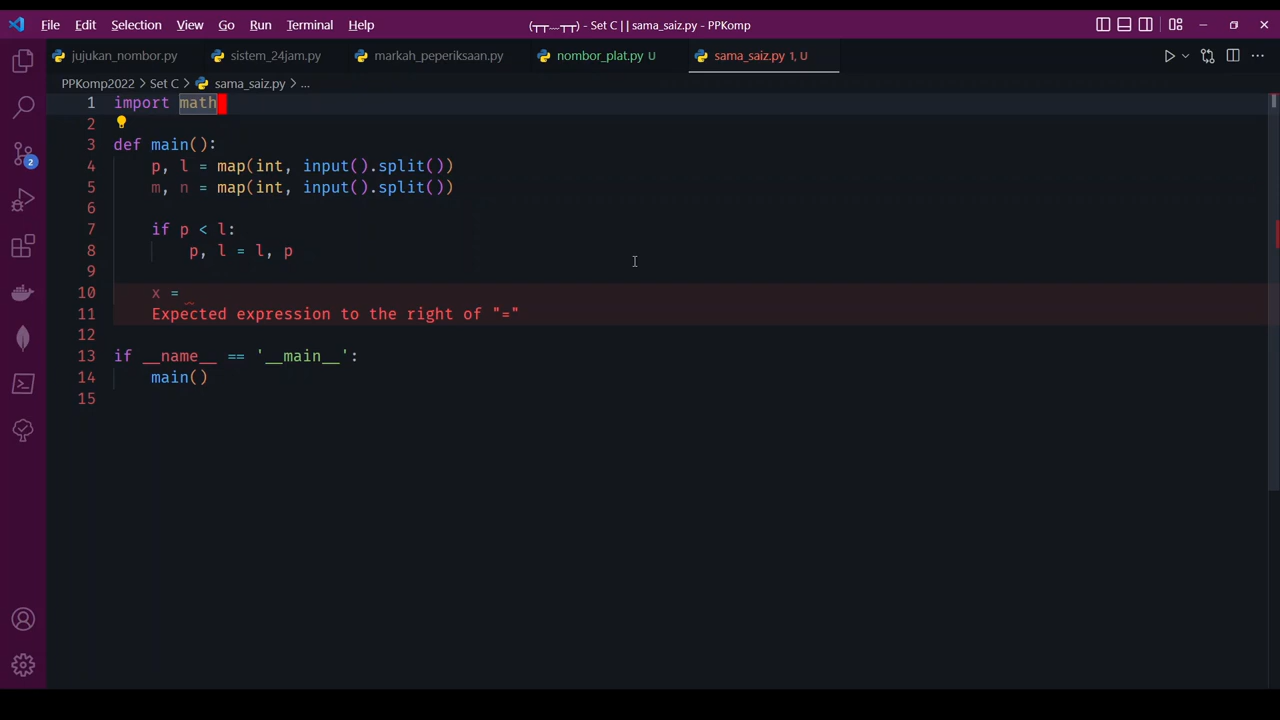 File Edit Selection View Go Run Terminal Help (┬┬﹏┬┬) - Set C | | sama_saiz.py - PPKomp
jujukan_nombor.py sistem_24jam.py markah_peperiksaan.py nombor_plat.py U sama_saiz.py 1, U
PPKomp2022 > Set C > sama_saiz.py > ...
1 import math
2
3 def main():
4 p, l = map(int, input().split())
5 m, n = map(int, input().split())
6
7 if p < l:
8 p, l = l, p
9
10 x =
11 Expected expression to the right of "="
12
13 if __name__ == '__main__':
14 main()
15
2